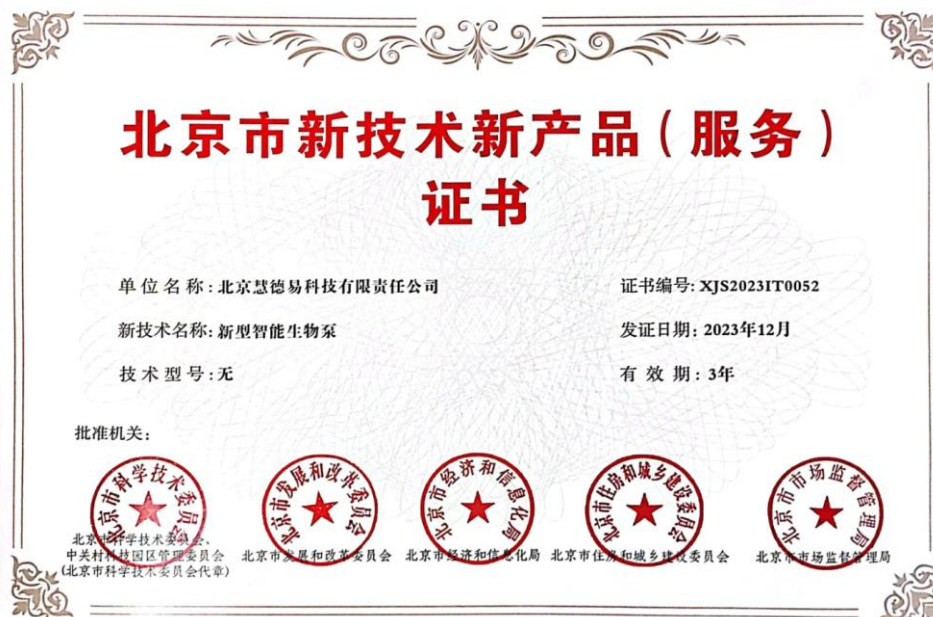 北京市新技术新产品（服务）
证书
单位名称：北京慧德易科技有限责任公司
证书编号：XJS2023IT0052
新技术名称：新型智能生物泵
发证日期：2023年12月
技术型号：无
有效期：3年
批准机关：
北京市科学技术委员会
北京市发展和改革委员会
北京市经济和信息化局
北京市住房和城乡建设委员会
北京市市场监督管理局
北京市科学技术委员会、
中关村科技园区管理委员会
（北京市科学技术委员会代章）
北京市发展和改革委员会
北京市经济和信息化局
北京市住房和城乡建设委员会
北京市市场监督管理局